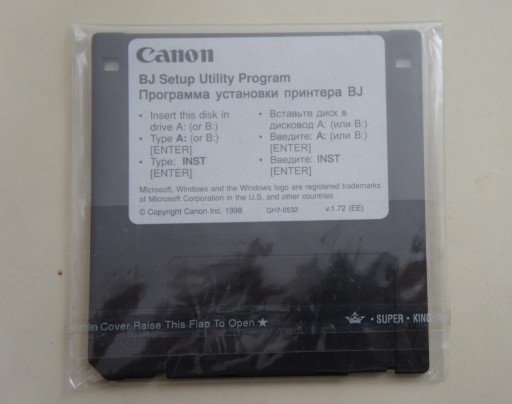 Canon
BJ Setup Utility Program
Программа установки принтера BJ
• Insert this disk in
drive A: (or B:)
• Type A: (or B:)
[ENTER]
• Type: INST
[ENTER]
• Вставьте диск в
дисковод A: (или B:)
• Введите: A: (или B:)
[ENTER]
• Введите: INST
[ENTER]
Microsoft, Windows and the Windows logo are registered trademarks
of Microsoft Corporation in the U.S. and other countries
© Copyright Canon Inc. 1998 QH7-0532 v.1.72 (EE)
Cover Raise This Flap To Open ★
• SUPER • KING